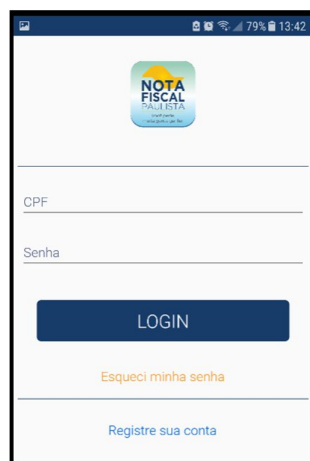 79% 13:42
NOTA
FISCAL
PAULISTA
CPF
Senha
LOGIN
Esqueci minha senha
Registre sua conta